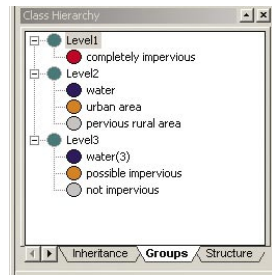 Class Hierarchy
Level1
completely impervious
Level2
water
urban area
pervious rural area
Level3
water(3)
possible impervious
not impervious
Inheritance Groups Structure